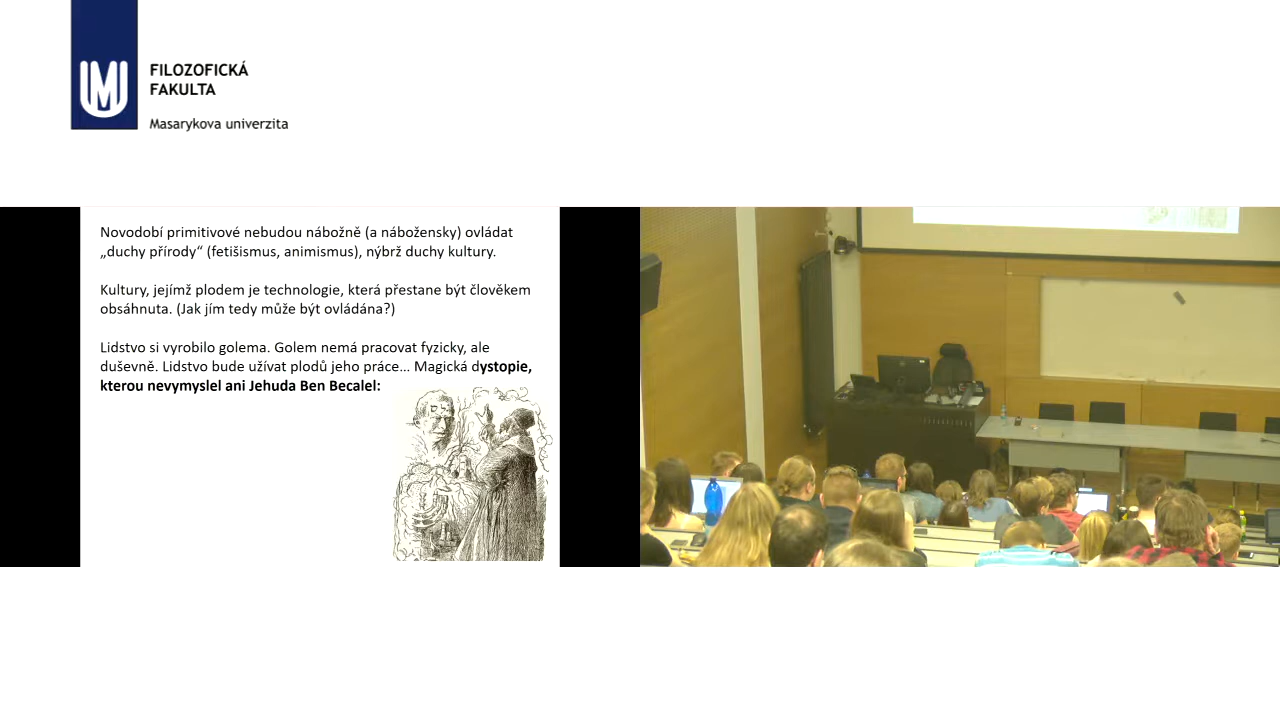 FILOZOFICKÁ
FAKULTA
Masarykova univerzita
Novodobí primitivové nebudou nábožně (a nábožensky) ovládat
„duchy přírody“ (fetišismus, animismus), nýbrž duchy kultury.
Kultury, jejímž plodem je technologie, která přestane být člověkem
obsáhnuta. (Jak jím tedy může být ovládána?)
Lidstvo si vyrobilo golema. Golem nemá pracovat fyzicky, ale
duševně. Lidstvo bude užívat plodů jeho práce... Magická dystopie,
kterou nevymyslel ani Jehuda Ben Becalel: